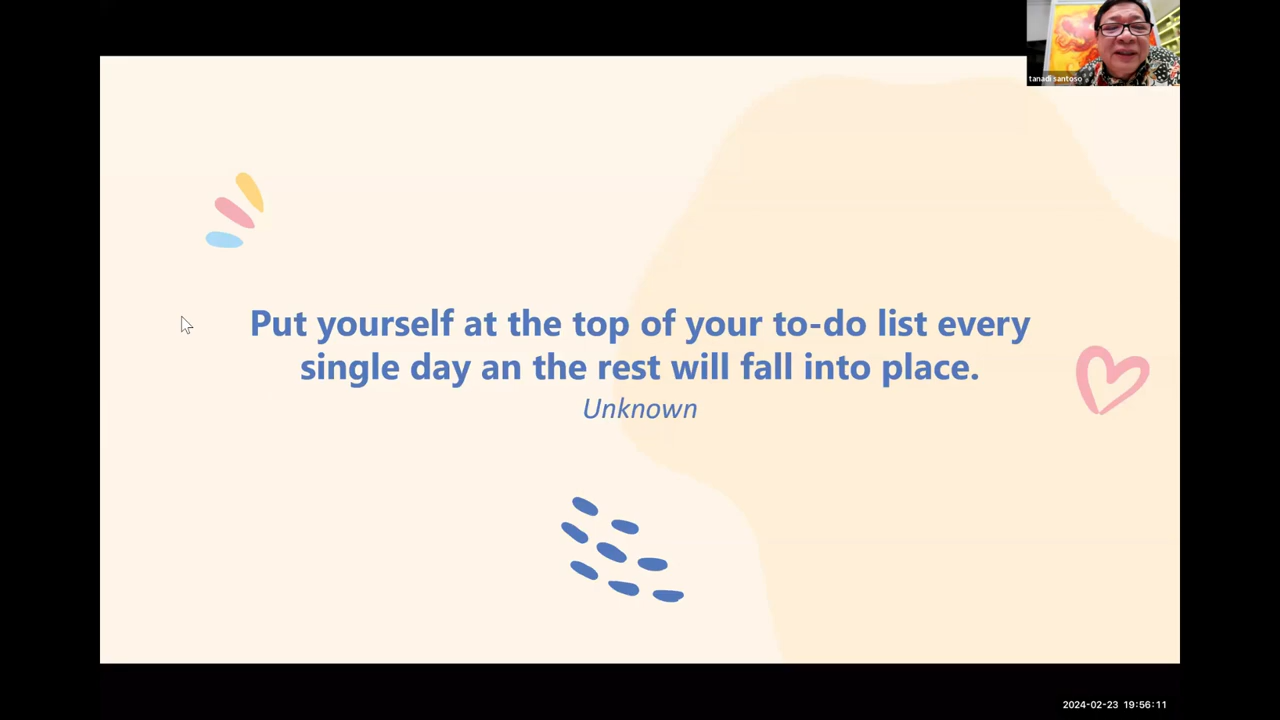 tanadi santoso
Put yourself at the top of your to-do list every
single day an the rest will fall into place.
Unknown
2024-02-23 19:56:11